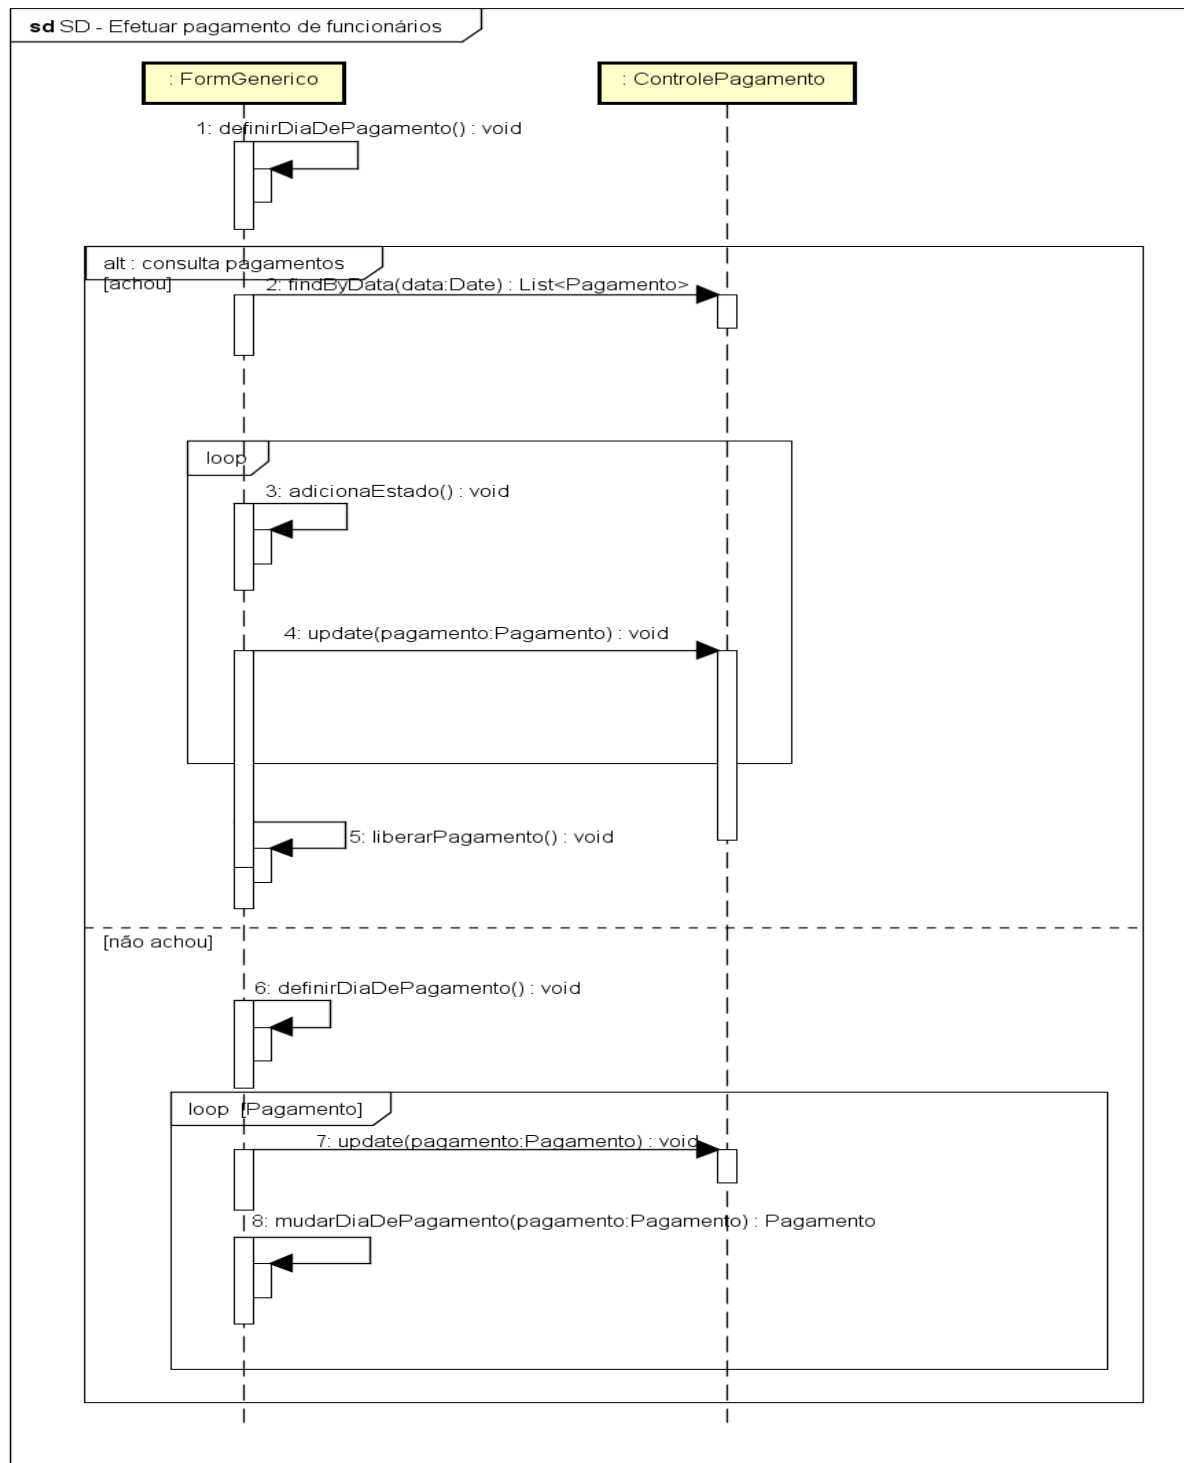 sd SD - Efetuar pagamento de funcionários
: FormGenerico
: ControlePagamento
1: definirDiaDePagamento() : void
alt : consulta pagamentos
[achou]
2: findByData(data:Date) : List<Pagamento>
loop
3: adicionaEstado() : void
4: update(pagamento:Pagamento) : void
5: liberarPagamento() : void
[não achou]
6: definirDiaDePagamento() : void
loop [Pagamento]
7: update(pagamento:Pagamento) : void
8: mudarDiaDePagamento(pagamento:Pagamento) : Pagamento